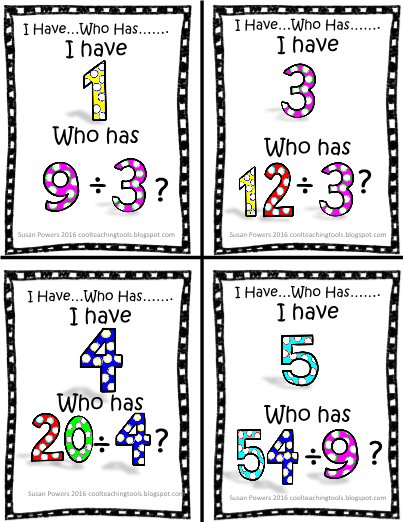 I Have...Who Has.......
I have
1
Who has
9 ÷ 3 ?
Susan Powers 2016 coolteachingtools.blogspot.com
I Have...Who Has.......
I have
3
Who has
12 ÷ 3 ?
Susan Powers 2016 coolteachingtools.blogspot.com
I Have...Who Has.......
I have
4
Who has
20 ÷ 4 ?
Susan Powers 2016 coolteachingtools.blogspot.com
I Have...Who Has.......
I have
5
Who has
54 ÷ 9 ?
Susan Powers 2016 coolteachingtools.blogspot.com